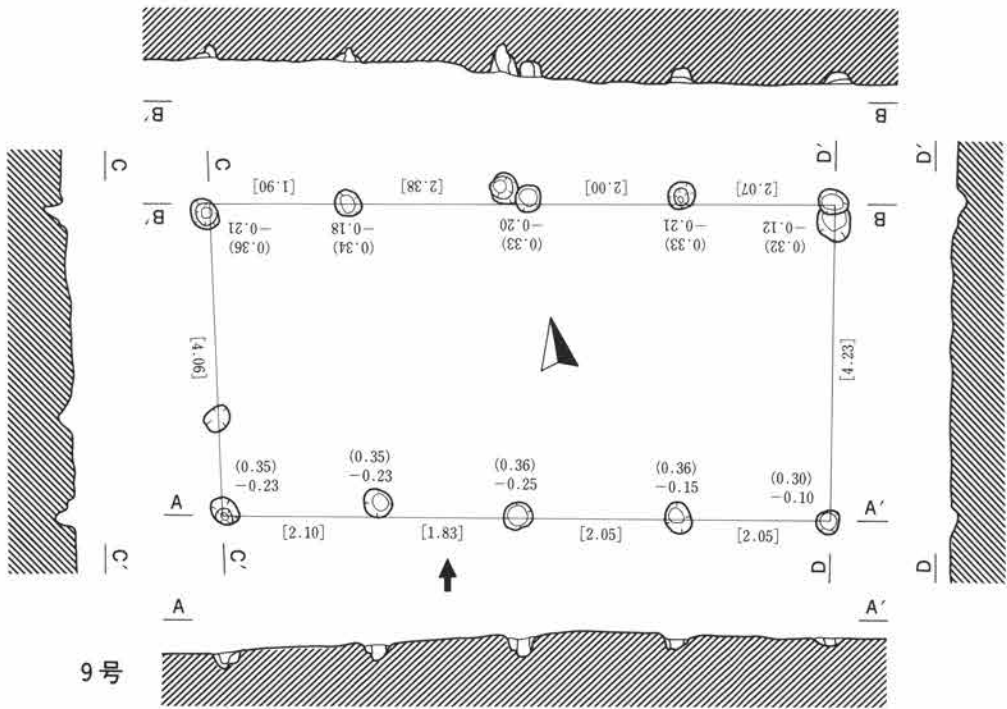 B′ B
C C D′ D′
[1.90] [2.38] [2.00] [2.07]
B′ B
−0.21 −0.18 −0.20 −0.21 −0.12
(0.36) (0.34) (0.33) (0.33) (0.32)
[4.06] [4.23]
(0.35) (0.35) (0.36) (0.36) (0.30)
−0.23 −0.23 −0.25 −0.15 −0.10
A A′
[2.10] [1.83] [2.05] [2.05]
C′ C′ D D
A A′
9号